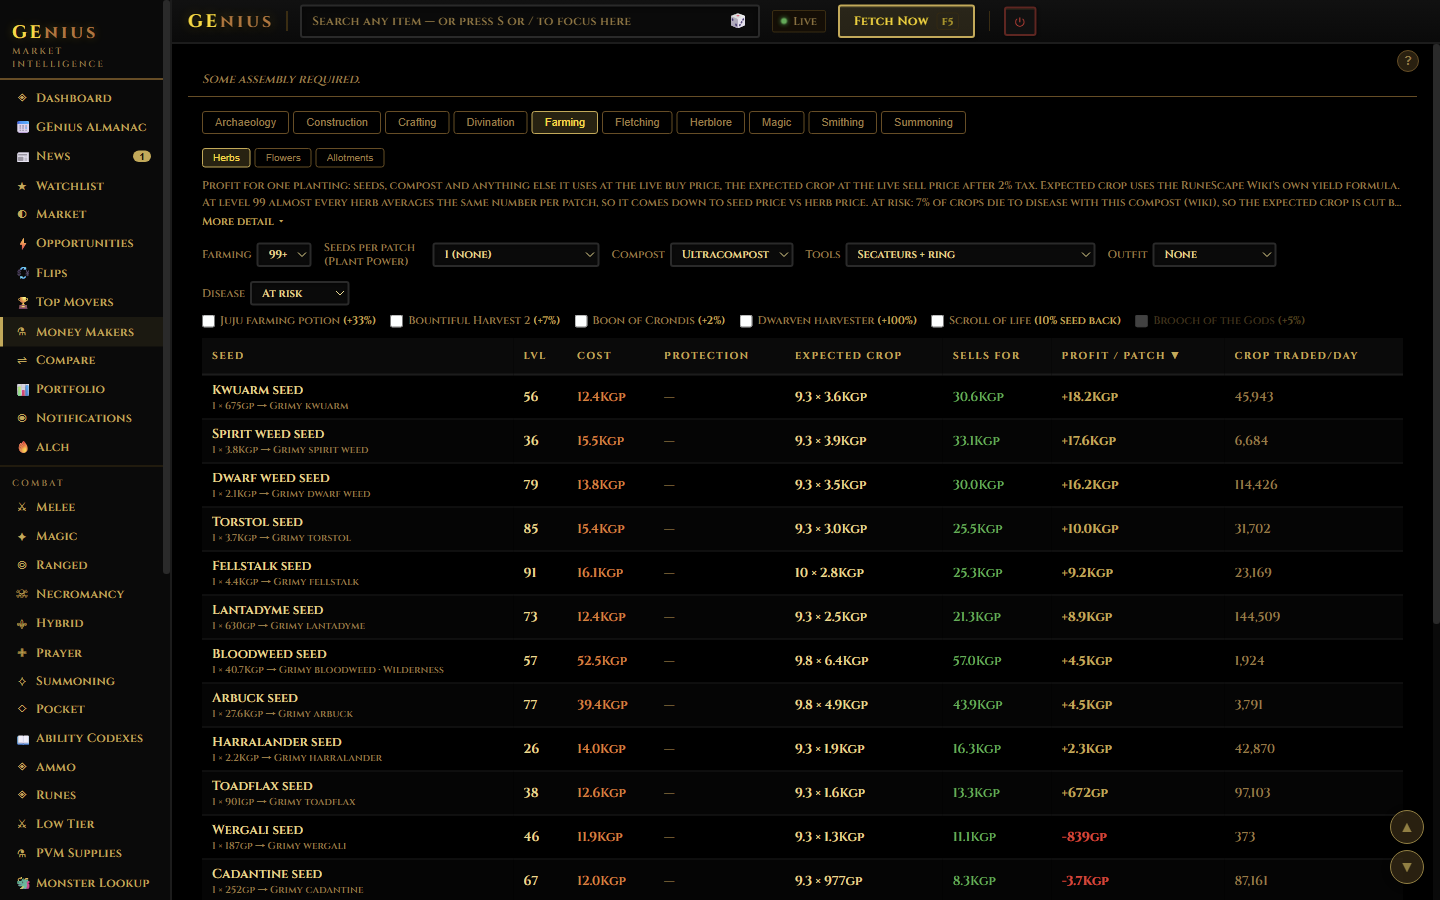 GENIUS
MARKET
INTELLIGENCE
DASHBOARD
GENIUS ALMANAC
NEWS 1
WATCHLIST
MARKET
OPPORTUNITIES
FLIPS
TOP MOVERS
MONEY MAKERS
COMPARE
PORTFOLIO
NOTIFICATIONS
ALCH
COMBAT
MELEE
MAGIC
RANGED
NECROMANCY
HYBRID
PRAYER
SUMMONING
POCKET
ABILITY CODEXES
AMMO
RUNES
LOW TIER
PVM SUPPLIES
MONSTER LOOKUP
GENIUS SEARCH ANY ITEM — OR PRESS S OR / TO FOCUS HERE LIVE FETCH NOW F5
?
SOME ASSEMBLY REQUIRED.
Archaeology Construction Crafting Divination Farming Fletching Herblore Magic Smithing Summoning
Herbs Flowers Allotments
PROFIT FOR ONE PLANTING: SEEDS, COMPOST AND ANYTHING ELSE IT USES AT THE LIVE BUY PRICE, THE EXPECTED CROP AT THE LIVE SELL PRICE AFTER 2% TAX. EXPECTED CROP USES THE RUNESCAPE WIKI'S OWN YIELD FORMULA.
AT LEVEL 99 ALMOST EVERY HERB AVERAGES THE SAME NUMBER PER PATCH, SO IT COMES DOWN TO SEED PRICE VS HERB PRICE. AT RISK: 7% OF CROPS DIE TO DISEASE WITH THIS COMPOST (WIKI), SO THE EXPECTED CROP IS CUT B...
MORE DETAIL
FARMING 99+ SEEDS PER PATCH (PLANT POWER) 1 (NONE) COMPOST ULTRACOMPOST TOOLS SECATEURS + RING OUTFIT NONE
DISEASE AT RISK
JUJU FARMING POTION (+33%) BOUNTIFUL HARVEST 2 (+7%) BOON OF CRONDIS (+2%) DWARVEN HARVESTER (+100%) SCROLL OF LIFE (10% SEED BACK) BROOCH OF THE GODS (+5%)
SEED LVL COST PROTECTION EXPECTED CROP SELLS FOR PROFIT / PATCH ▼ CROP TRADED/DAY
KWUARM SEED 56 12.4KGP — 9.3 × 3.6KGP 30.6KGP +18.2KGP 45,943
1 × 675GP → GRIMY KWUARM
SPIRIT WEED SEED 36 15.5KGP — 9.3 × 3.9KGP 33.1KGP +17.6KGP 6,684
1 × 3.8KGP → GRIMY SPIRIT WEED
DWARF WEED SEED 79 13.8KGP — 9.3 × 3.5KGP 30.0KGP +16.2KGP 114,426
1 × 2.1KGP → GRIMY DWARF WEED
TORSTOL SEED 85 15.4KGP — 9.3 × 3.0KGP 25.5KGP +10.0KGP 31,702
1 × 3.7KGP → GRIMY TORSTOL
FELLSTALK SEED 91 16.1KGP — 10 × 2.8KGP 25.3KGP +9.2KGP 23,169
1 × 4.4KGP → GRIMY FELLSTALK
LANTADYME SEED 73 12.4KGP — 9.3 × 2.5KGP 21.3KGP +8.9KGP 144,509
1 × 630GP → GRIMY LANTADYME
BLOODWEED SEED 57 52.5KGP — 9.8 × 6.4KGP 57.0KGP +4.5KGP 1,924
1 × 40.7KGP → GRIMY BLOODWEED · WILDERNESS
ARBUCK SEED 77 39.4KGP — 9.8 × 4.9KGP 43.9KGP +4.5KGP 3,791
1 × 27.6KGP → GRIMY ARBUCK
HARRALANDER SEED 26 14.0KGP — 9.3 × 1.9KGP 16.3KGP +2.3KGP 42,870
1 × 2.2KGP → GRIMY HARRALANDER
TOADFLAX SEED 38 12.6KGP — 9.3 × 1.6KGP 13.3KGP +672GP 97,103
1 × 901GP → GRIMY TOADFLAX
WERGALI SEED 46 11.9KGP — 9.3 × 1.3KGP 11.1KGP -839GP 373
1 × 187GP → GRIMY WERGALI
CADANTINE SEED 67 12.0KGP — 9.3 × 977GP 8.3KGP -3.7KGP 87,161
1 × 252GP → GRIMY CADANTINE